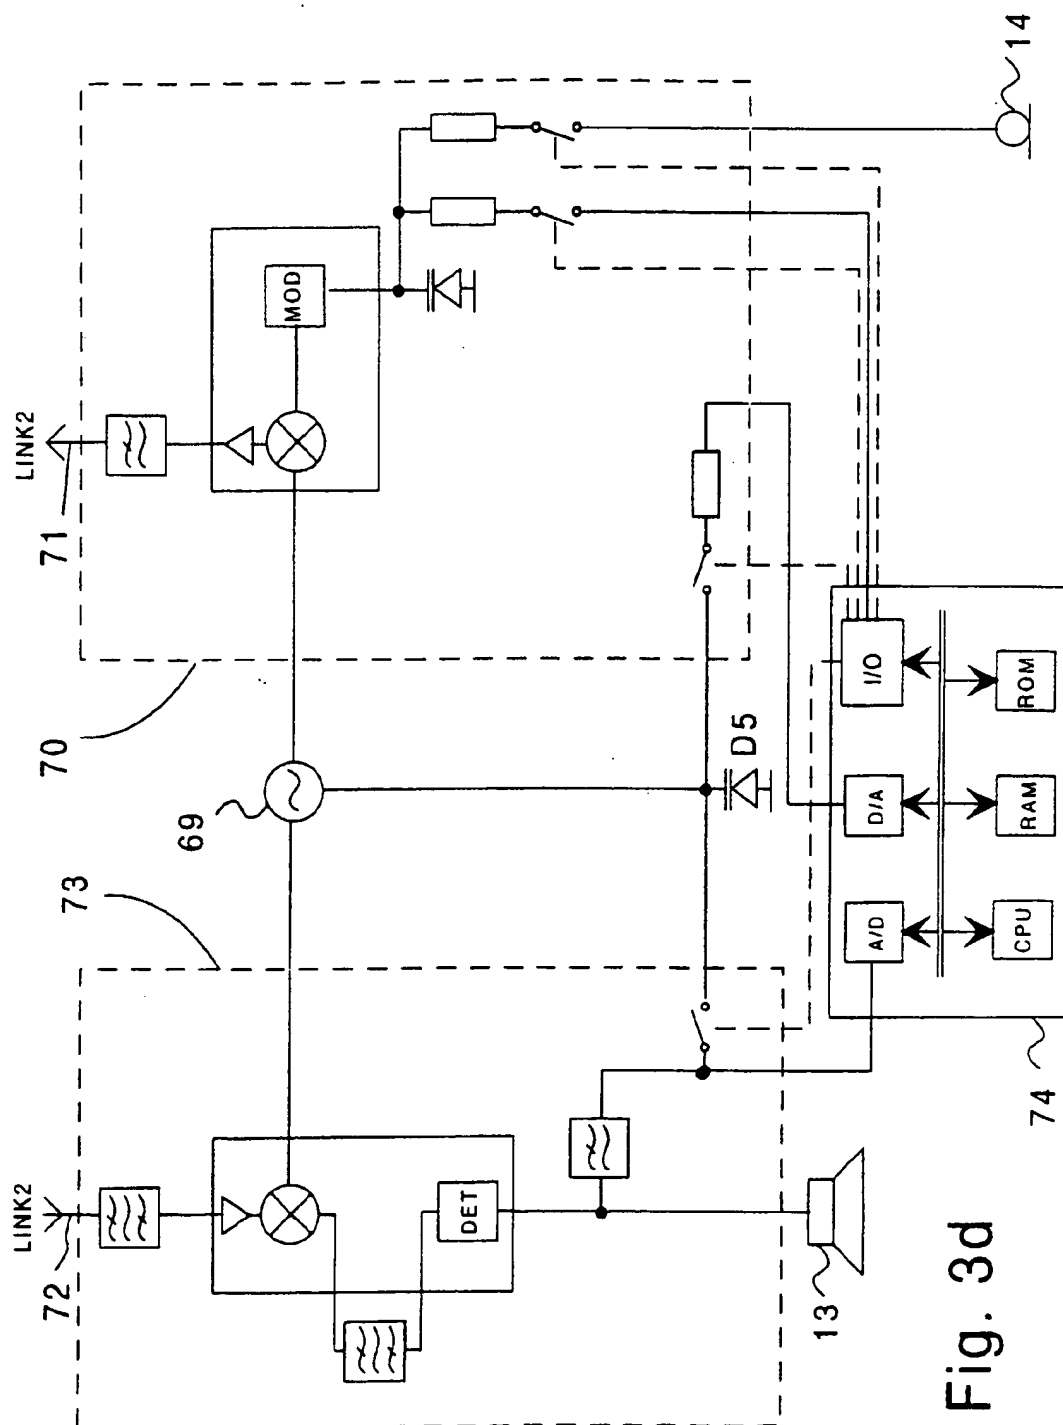 LINK2
72
73
69
70
71
LINK2
MOD
DET
D5
13
14
A/D
D/A
I/O
CPU
RAM
ROM
74
Fig. 3d